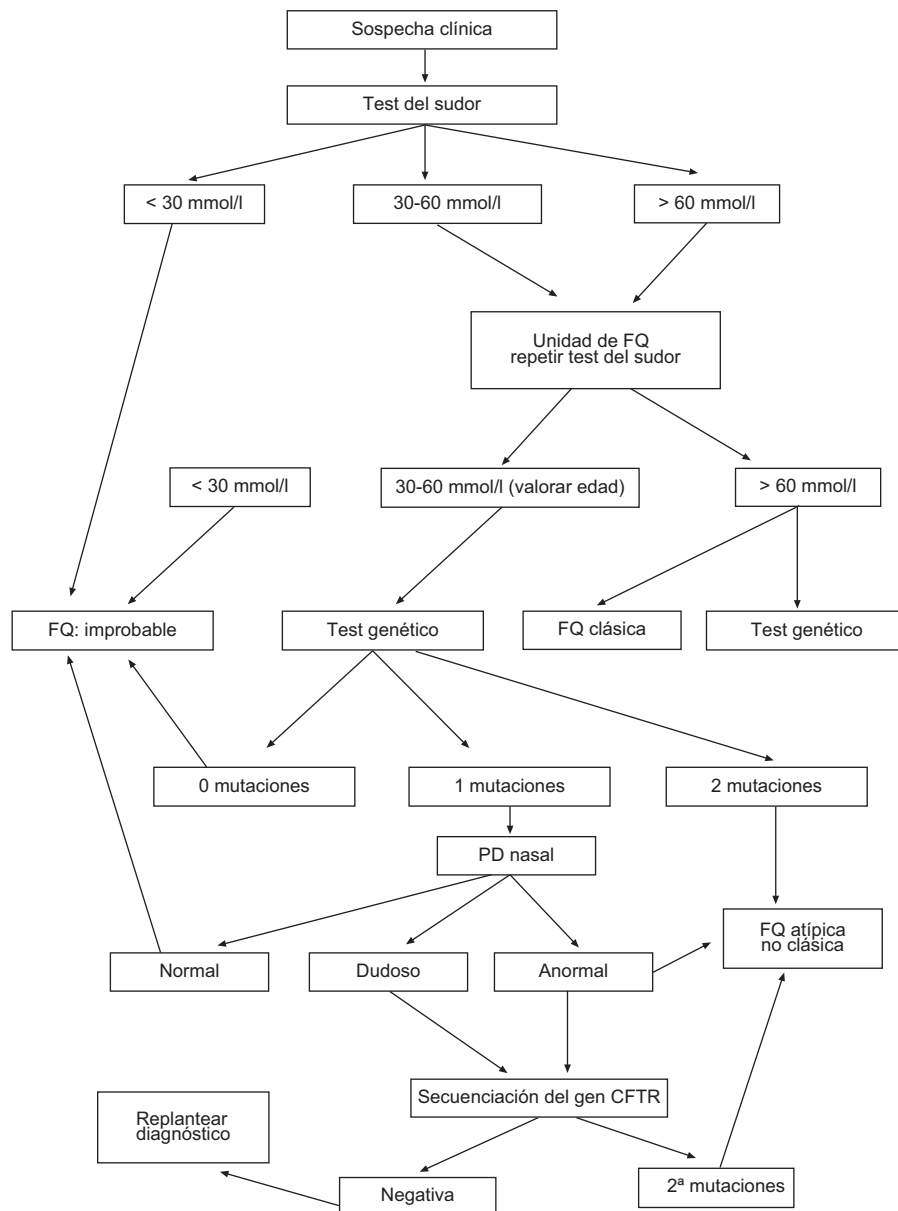 Sospecha clínica
Test del sudor
< 30 mmol/l
30-60 mmol/l
> 60 mmol/l
Unidad de FQ
repetir test del sudor
< 30 mmol/l
30-60 mmol/l (valorar edad)
> 60 mmol/l
FQ: improbable
Test genético
FQ clásica
Test genético
0 mutaciones
1 mutaciones
2 mutaciones
PD nasal
FQ atípica
no clásica
Normal
Dudoso
Anormal
Secuenciación del gen CFTR
Replantear
diagnóstico
Negativa
2ª mutaciones